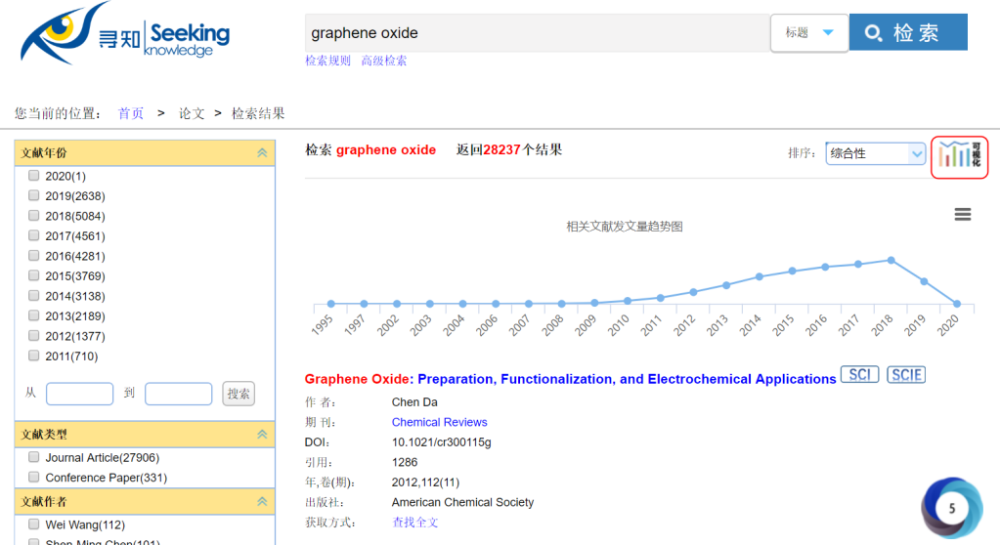 寻知 Seeking knowledge
graphene oxide
标题
检索
检索规则 高级检索
您当前的位置： 首页 > 论文 > 检索结果
文献年份
2020(1)
2019(2638)
2018(5084)
2017(4561)
2016(4281)
2015(3769)
2014(3138)
2013(2189)
2012(1377)
2011(710)
从 到 搜索
文献类型
Journal Article(27906)
Conference Paper(331)
文献作者
Wei Wang(112)
Shen-Ming Chen(101)
检索 graphene oxide 返回28237个结果
排序： 综合性
可视化
相关文献发文量趋势图
1995 1997 2002 2003 2004 2006 2007 2008 2009 2010 2011 2012 2013 2014 2015 2016 2017 2018 2019 2020
Graphene Oxide: Preparation, Functionalization, and Electrochemical Applications SCI SCIE
作 者： Chen Da
期 刊： Chemical Reviews
DOI： 10.1021/cr300115g
引用： 1286
年,卷(期)： 2012,112(11)
出版社： American Chemical Society
获取方式： 查找全文
5